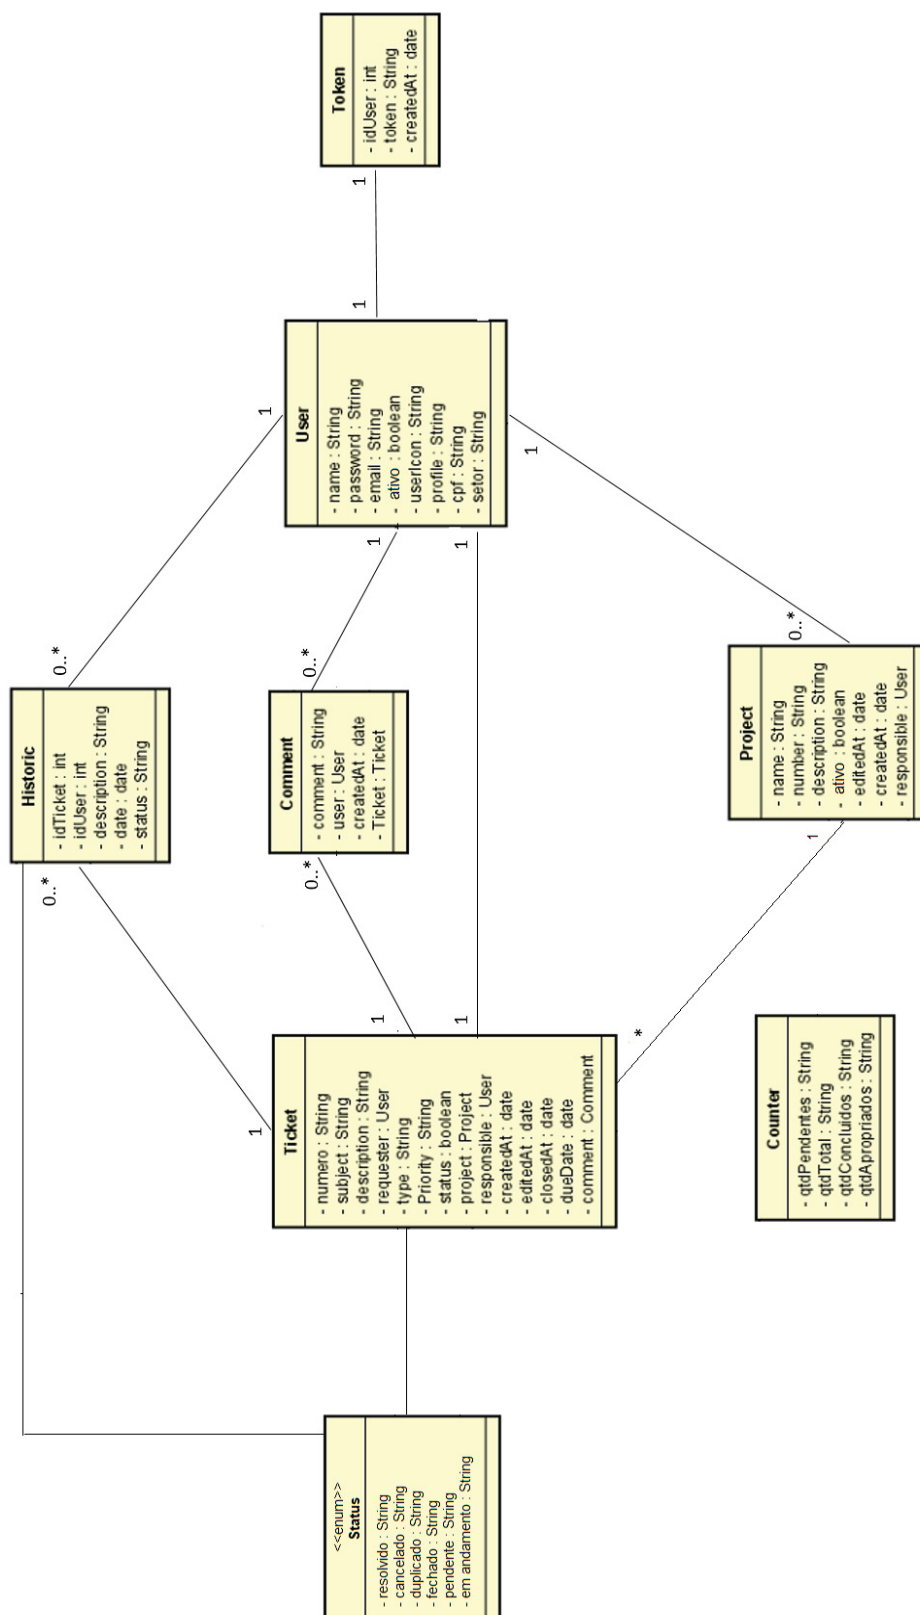 Token
- idUser : int
- token : String
- createdAt : date
1
1
User
- name : String
- password : String
- email : String
- ativo : boolean
- userIcon : String
- profile : String
- cpf : String
- setor : String
1
1
1
1
0..*
Historic
- idTicket : int
- idUser : int
- description : String
- date : date
- status : String
0..*
0..*
Comment
- comment : String
- user : User
- createdAt : date
- Ticket : Ticket
0..*
0..*
Project
- name : String
- number : String
- description : String
- ativo : boolean
- editedAt : date
- createdAt : date
- responsible : User
1
1
1
1
*
Ticket
- numero : String
- subject : String
- description : String
- requester : User
- type : String
- Priority : String
- status : boolean
- project : Project
- responsible : User
- createdAt : date
- editedAt : date
- closedAt : date
- dueDate : date
- comment : Comment
Counter
- qtdPendentes : String
- qtdTotal : String
- qtdConcluidos : String
- qtdApropriados : String
<<enum>>
Status
- resolvido : String
- cancelado : String
- duplicado : String
- fechado : String
- pendente : String
- em andamento : String